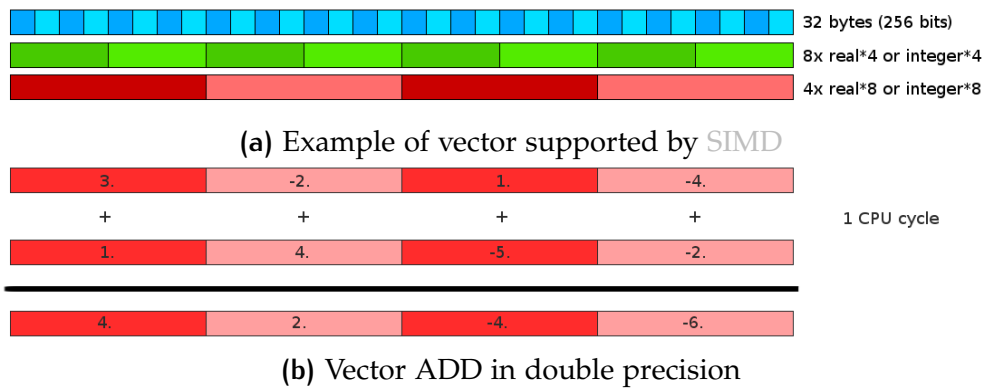 32 bytes (256 bits)
8x real*4 or integer*4
4x real*8 or integer*8
(a) Example of vector supported by SIMD
3. -2. 1. -4.
+ + + + 1 CPU cycle
1. 4. -5. -2.
4. 2. -4. -6.
(b) Vector ADD in double precision